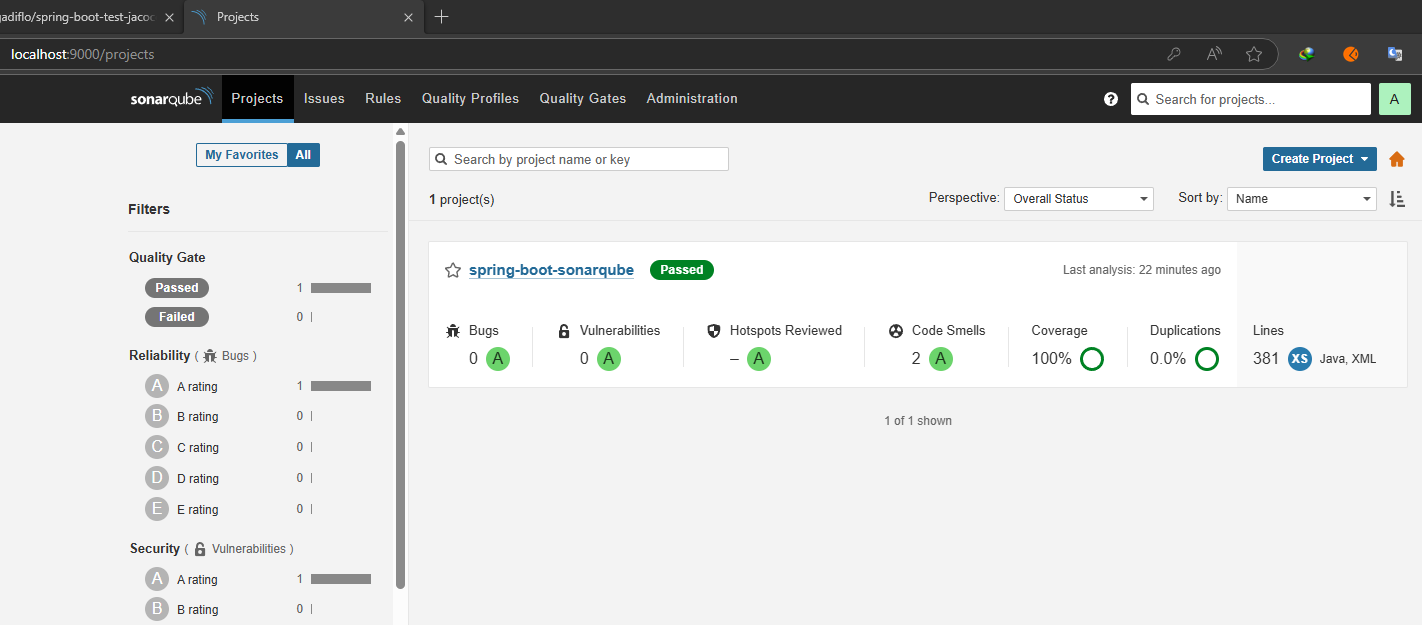 gadiflo/spring-boot-test-jacoc
Projects
localhost:9000/projects
sonarqube Projects Issues Rules Quality Profiles Quality Gates Administration ? Search for projects... A
My Favorites All
Search by project name or key
Create Project
1 project(s)
Perspective: Overall Status Sort by: Name
Filters
Quality Gate
Passed 1
Failed 0
Reliability ( Bugs )
A A rating 1
B B rating 0
C C rating 0
D D rating 0
E E rating 0
Security ( Vulnerabilities )
A A rating 1
B B rating 0
spring-boot-sonarqube Passed Last analysis: 22 minutes ago
Bugs Vulnerabilities Hotspots Reviewed Code Smells Coverage Duplications Lines
0 A 0 A – A 2 A 100% 0.0% 381 XS Java, XML
1 of 1 shown